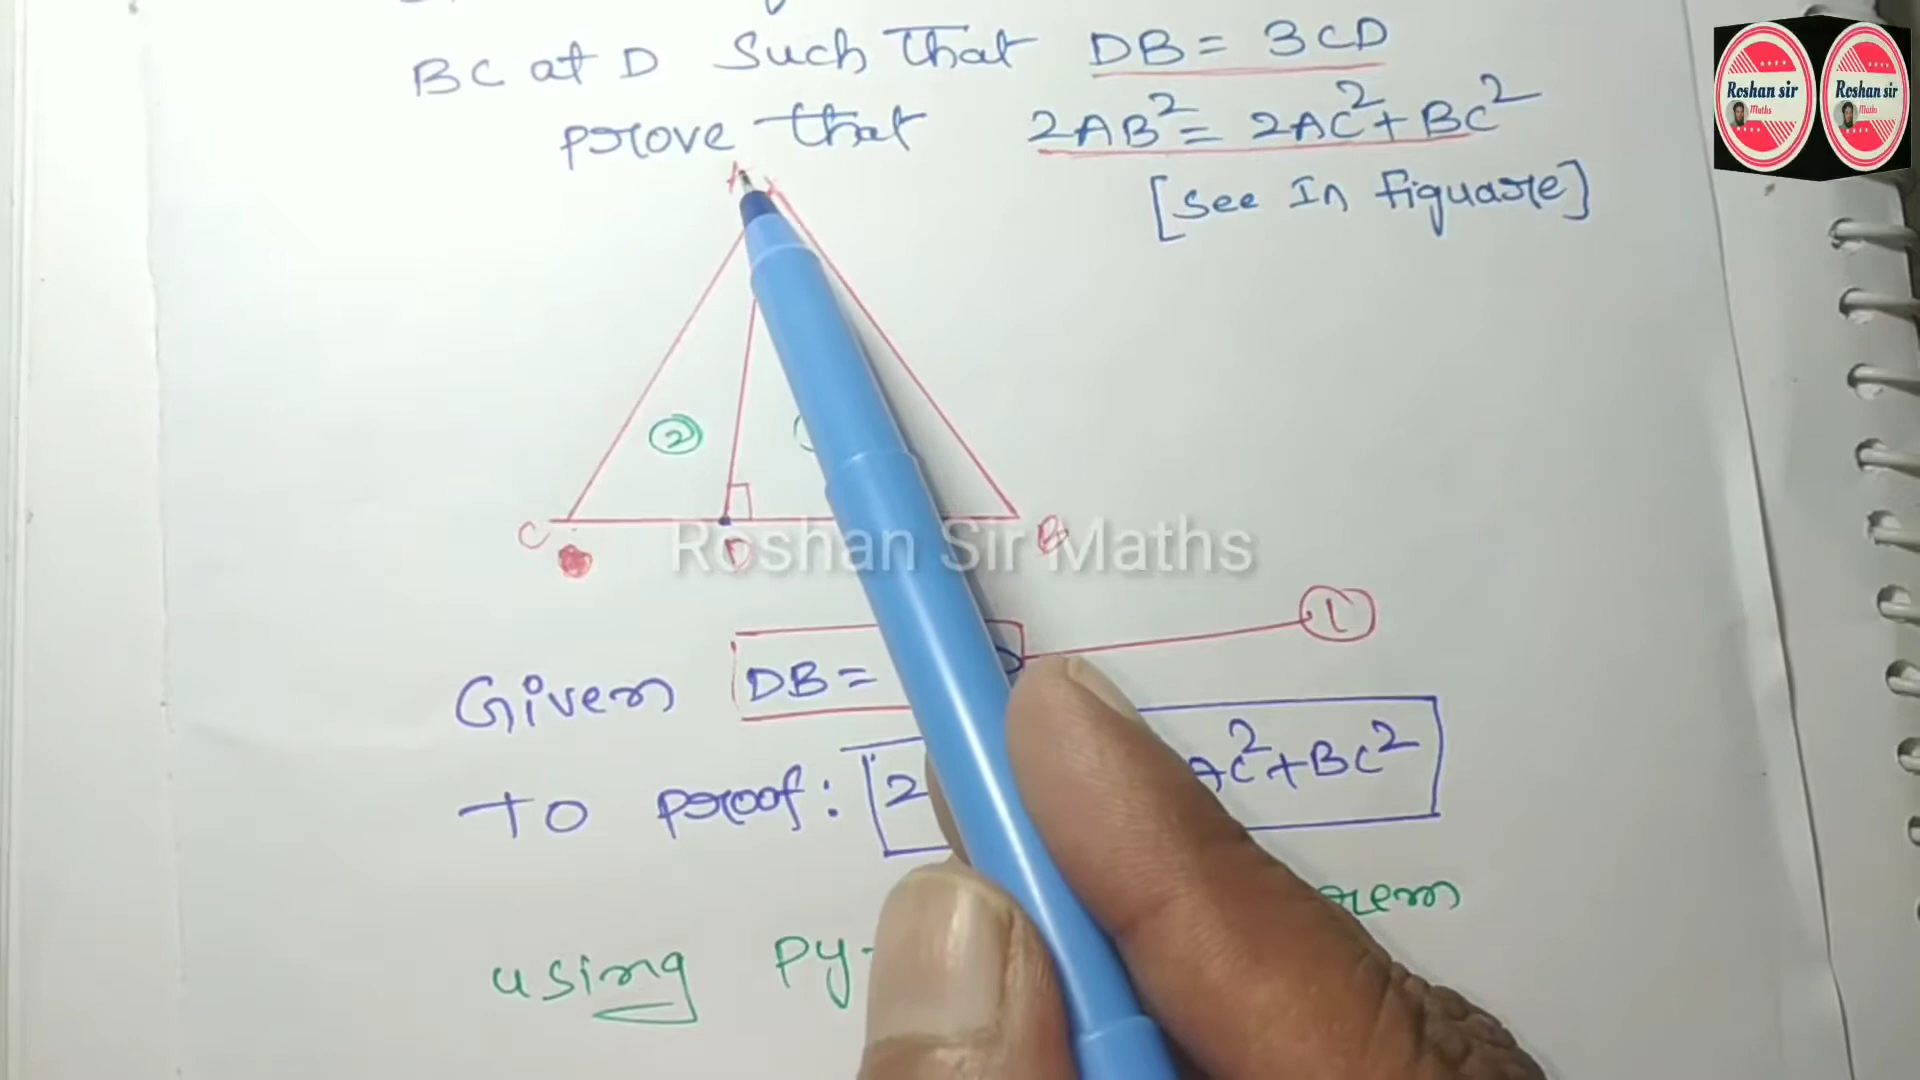 BC at D Such that DB = 3CD
prove that 2AB² = 2AC² + BC²
[See In figuare]
A
②
C D B
Roshan Sir Maths
①
Given DB =
To proof: 2 AC² + BC²
using Py
Roshan sir Maths
Roshan sir Maths